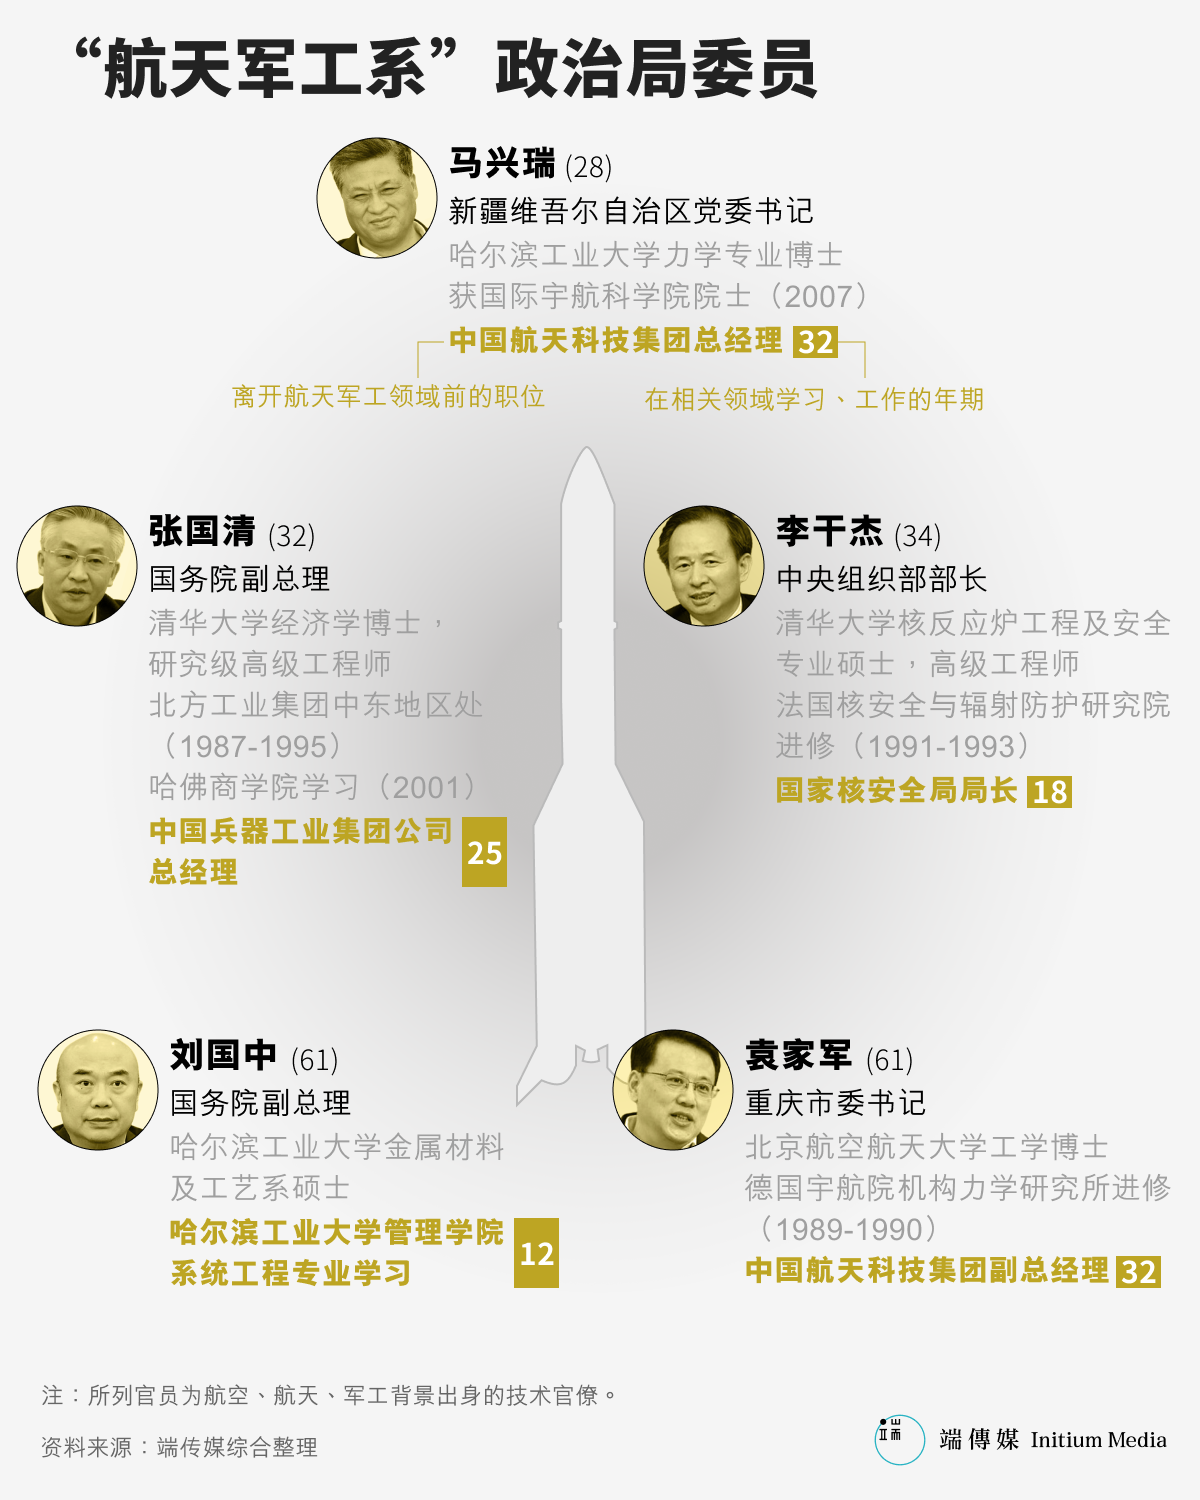 “航天军工系”政治局委员
马兴瑞 (28)
新疆维吾尔自治区党委书记
哈尔滨工业大学力学专业博士
获国际宇航科学院院士（2007）
中国航天科技集团总经理 32
离开航天军工领域前的职位
在相关领域学习、工作的年期
张国清 (32)
国务院副总理
清华大学经济学博士，
研究级高级工程师
北方工业集团中东地区处
（1987-1995）
哈佛商学院学习（2001）
中国兵器工业集团公司
总经理
25
李干杰 (34)
中央组织部部长
清华大学核反应炉工程及安全
专业硕士，高级工程师
法国核安全与辐射防护研究院
进修（1991-1993）
国家核安全局局长 18
刘国中 (61)
国务院副总理
哈尔滨工业大学金属材料
及工艺系硕士
哈尔滨工业大学管理学院
系统工程专业学习
12
袁家军 (61)
重庆市委书记
北京航空航天大学工学博士
德国宇航院机构力学研究所进修
（1989-1990）
中国航天科技集团副总经理 32
注：所列官员为航空、航天、军工背景出身的技术官僚。
资料来源：端传媒综合整理
端傳媒 Initium Media